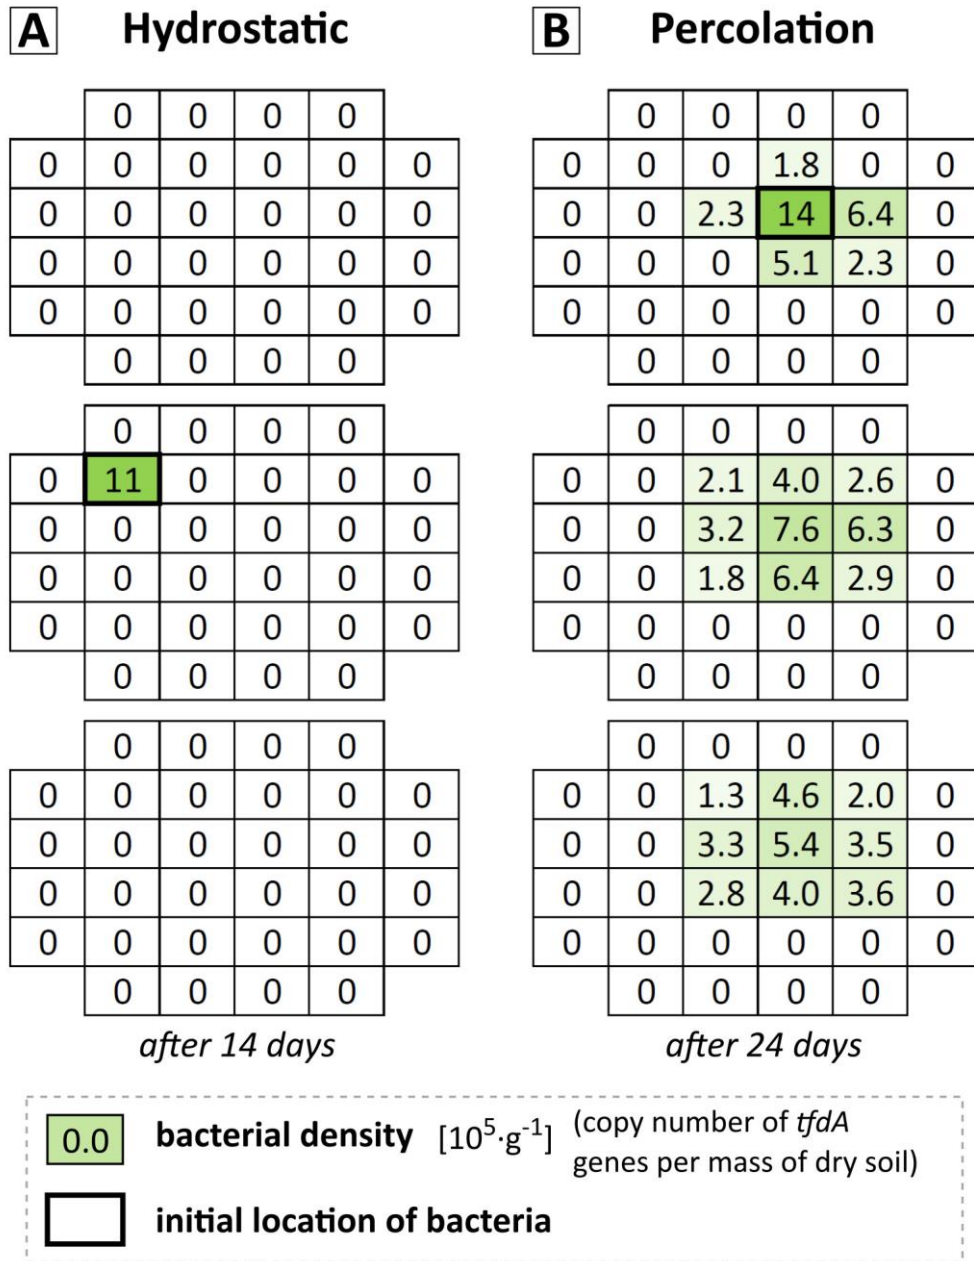 A Hydrostatic
B Percolation
0 0 0 0
0 0 0 0 0 0
0 0 0 0 0 0
0 0 0 0 0 0
0 0 0 0 0 0
0 0 0 0
0 0 0 0
0 11 0 0 0 0
0 0 0 0 0 0
0 0 0 0 0 0
0 0 0 0 0 0
0 0 0 0
0 0 0 0
0 0 0 0 0 0
0 0 0 0 0 0
0 0 0 0 0 0
0 0 0 0 0 0
0 0 0 0
after 14 days
0 0 0 0
0 0 0 1.8 0 0
0 0 2.3 14 6.4 0
0 0 0 5.1 2.3 0
0 0 0 0 0 0
0 0 0 0
0 0 0 0
0 0 2.1 4.0 2.6 0
0 0 3.2 7.6 6.3 0
0 0 1.8 6.4 2.9 0
0 0 0 0 0 0
0 0 0 0
0 0 0 0
0 0 1.3 4.6 2.0 0
0 0 3.3 5.4 3.5 0
0 0 2.8 4.0 3.6 0
0 0 0 0 0 0
0 0 0 0
after 24 days
0.0 bacterial density [10⁵·g⁻¹] (copy number of tfdA
genes per mass of dry soil)
initial location of bacteria